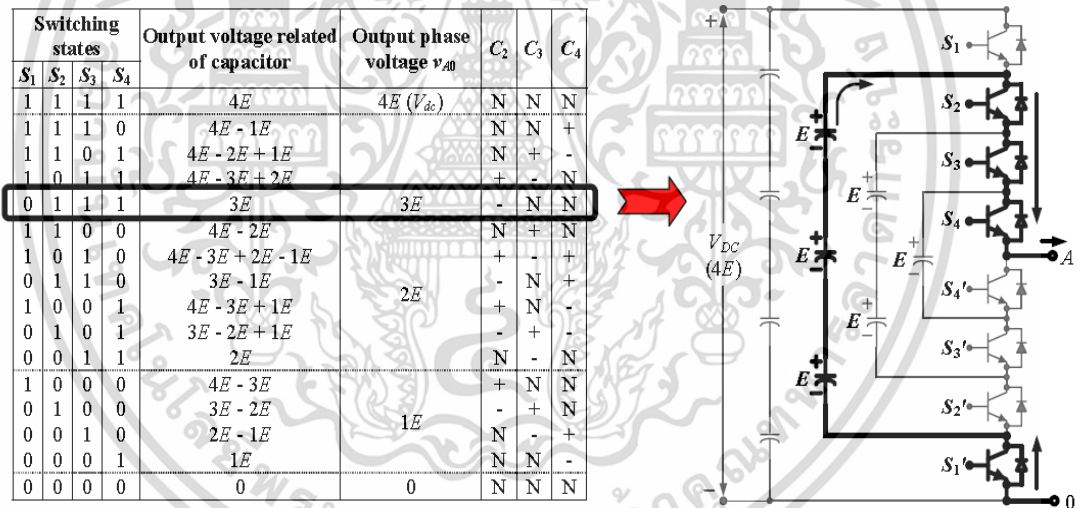 Switching states | Output voltage related of capacitor | Output phase voltage vA0 | C2 | C3 | C4
S1 | S2 | S3 | S4
1 | 1 | 1 | 1 | 4E | 4E (Vdc) | N | N | N
1 | 1 | 1 | 0 | 4E - 1E | N | N | +
1 | 1 | 0 | 1 | 4E - 2E + 1E | N | + | -
1 | 0 | 1 | 1 | 4E - 3E + 2E | + | - | N
0 | 1 | 1 | 1 | 3E | 3E | - | N | N
1 | 1 | 0 | 0 | 4E - 2E | N | + | N
1 | 0 | 1 | 0 | 4E - 3E + 2E - 1E | + | - | +
0 | 1 | 1 | 0 | 3E - 1E | - | N | +
2E
1 | 0 | 0 | 1 | 4E - 3E + 1E | + | N | -
0 | 1 | 0 | 1 | 3E - 2E + 1E | - | + | -
0 | 0 | 1 | 1 | 2E | N | - | N
1 | 0 | 0 | 0 | 4E - 3E | + | N | N
0 | 1 | 0 | 0 | 3E - 2E | - | + | N
1E
0 | 0 | 1 | 0 | 2E - 1E | N | - | +
0 | 0 | 0 | 1 | 1E | N | N | -
0 | 0 | 0 | 0 | 0 | 0 | N | N | N
+
VDC
(4E)
−
+
E
−
+
E
−
+
E
−
+
E
−
+
E
−
+
E
−
S1
S2
S3
S4
A
S4'
S3'
S2'
S1'
0